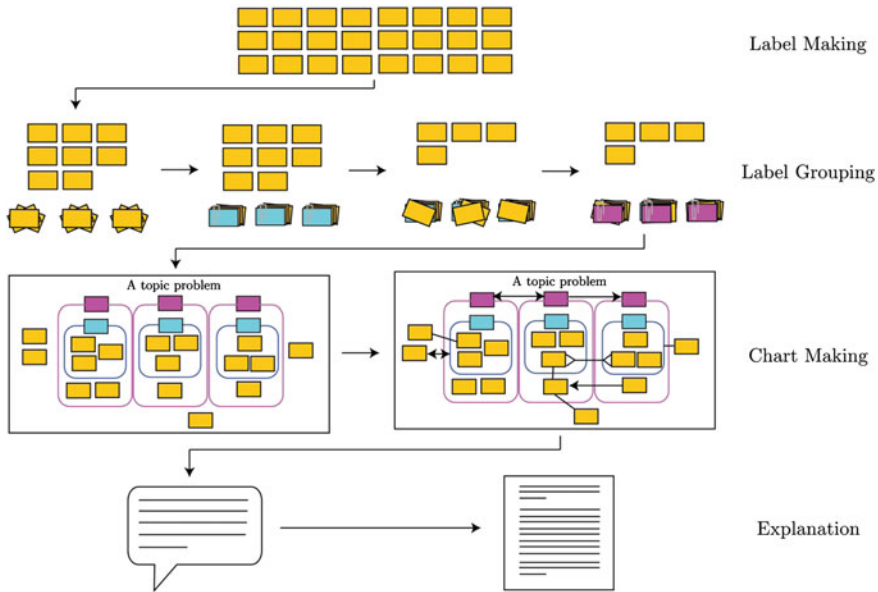 Label Making
Label Grouping
A topic problem
A topic problem
Chart Making
Explanation